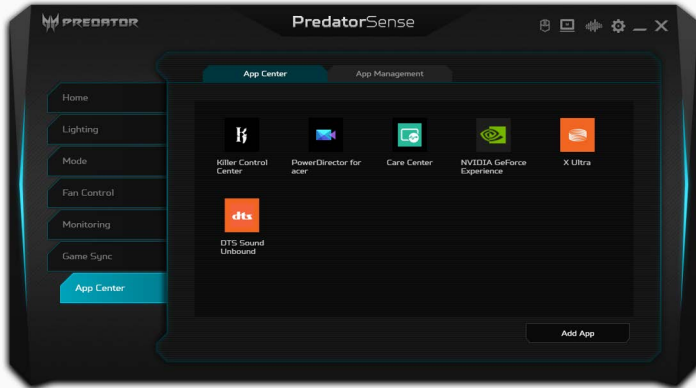 PREDATOR
PredatorSense
App Center
App Management
Home
Lighting
Mode
Fan Control
Monitoring
Game Sync
App Center
Killer Control
Center
PowerDirector for
acer
Care Center
NVIDIA GeForce
Experience
X Ultra
dts
DTS Sound
Unbound
Add App